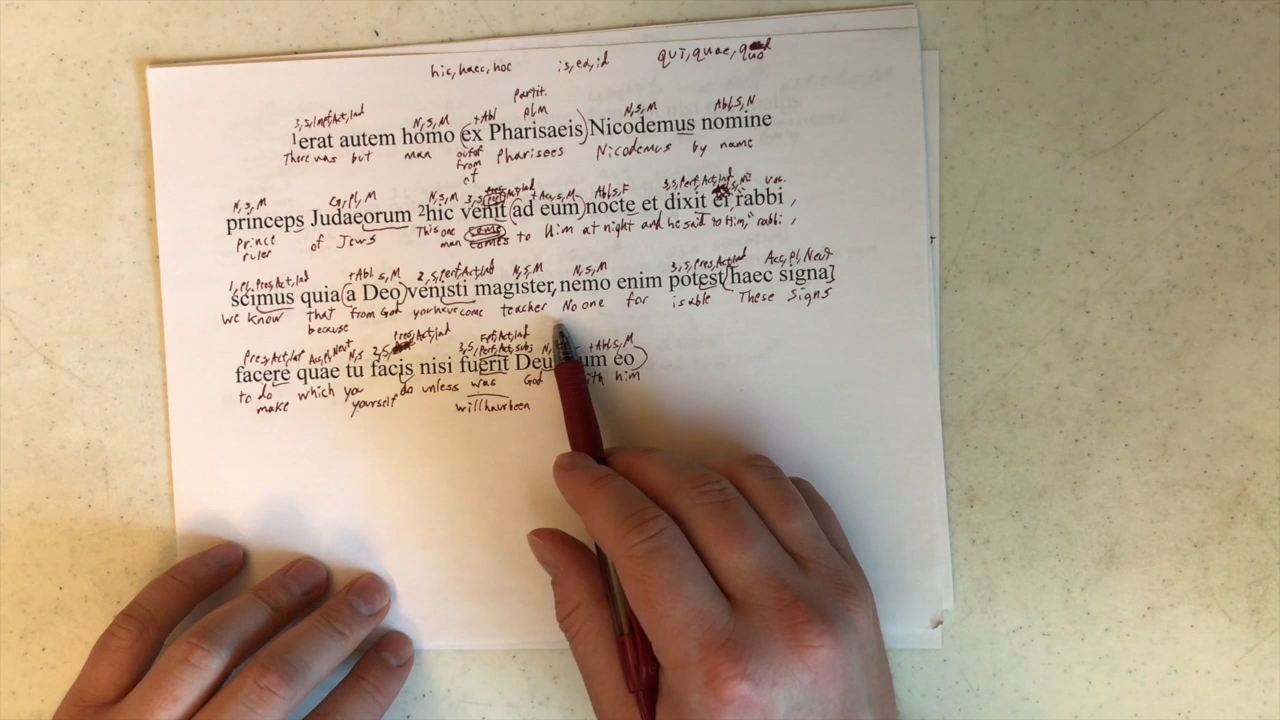 hic, haec, hoc is, ea, id qui, quae, quod
Partit.
3, S, Impf, Act, Ind N, S, M +Abl pl, M N, S, M Abl, S, N
1erat autem homo (ex Pharisaeis) Nicodemus nomine
There was but man out of Pharisees Nicodemus by name
from
of
N, S, M pl, M N, S, M +Acc, S, M Abl, S, F 3, S, Perf, Act, Ind voc.
princeps Judaeorum 2hic venit (ad eum) nocte et dixit ei rabbi,
Prince of Jews This one came to Him at night and he said to Him, "rabbi,
ruler man comes
1, Pl, Pres, Act, Ind +Abl S, M 2, S, Perf, Act, Ind N, S, M N, S, M 3, S, Pres, Act, Ind Acc, Pl, Neut
scimus quia (a Deo) venisti magister, nemo enim potest (haec signa]
we know that from God you have come teacher No one for is able These Signs
because
Pres, Act, Inf Acc, Pl, Neut N, S 2, S, Pres, Act, Ind 3, S, Perf, Act, Subj +Abl, S, M
Fpf, Act, Ind
facere quae tu facis nisi fuerit Deu um eo)
to do which you do unless was God ith him
make yourself will have been